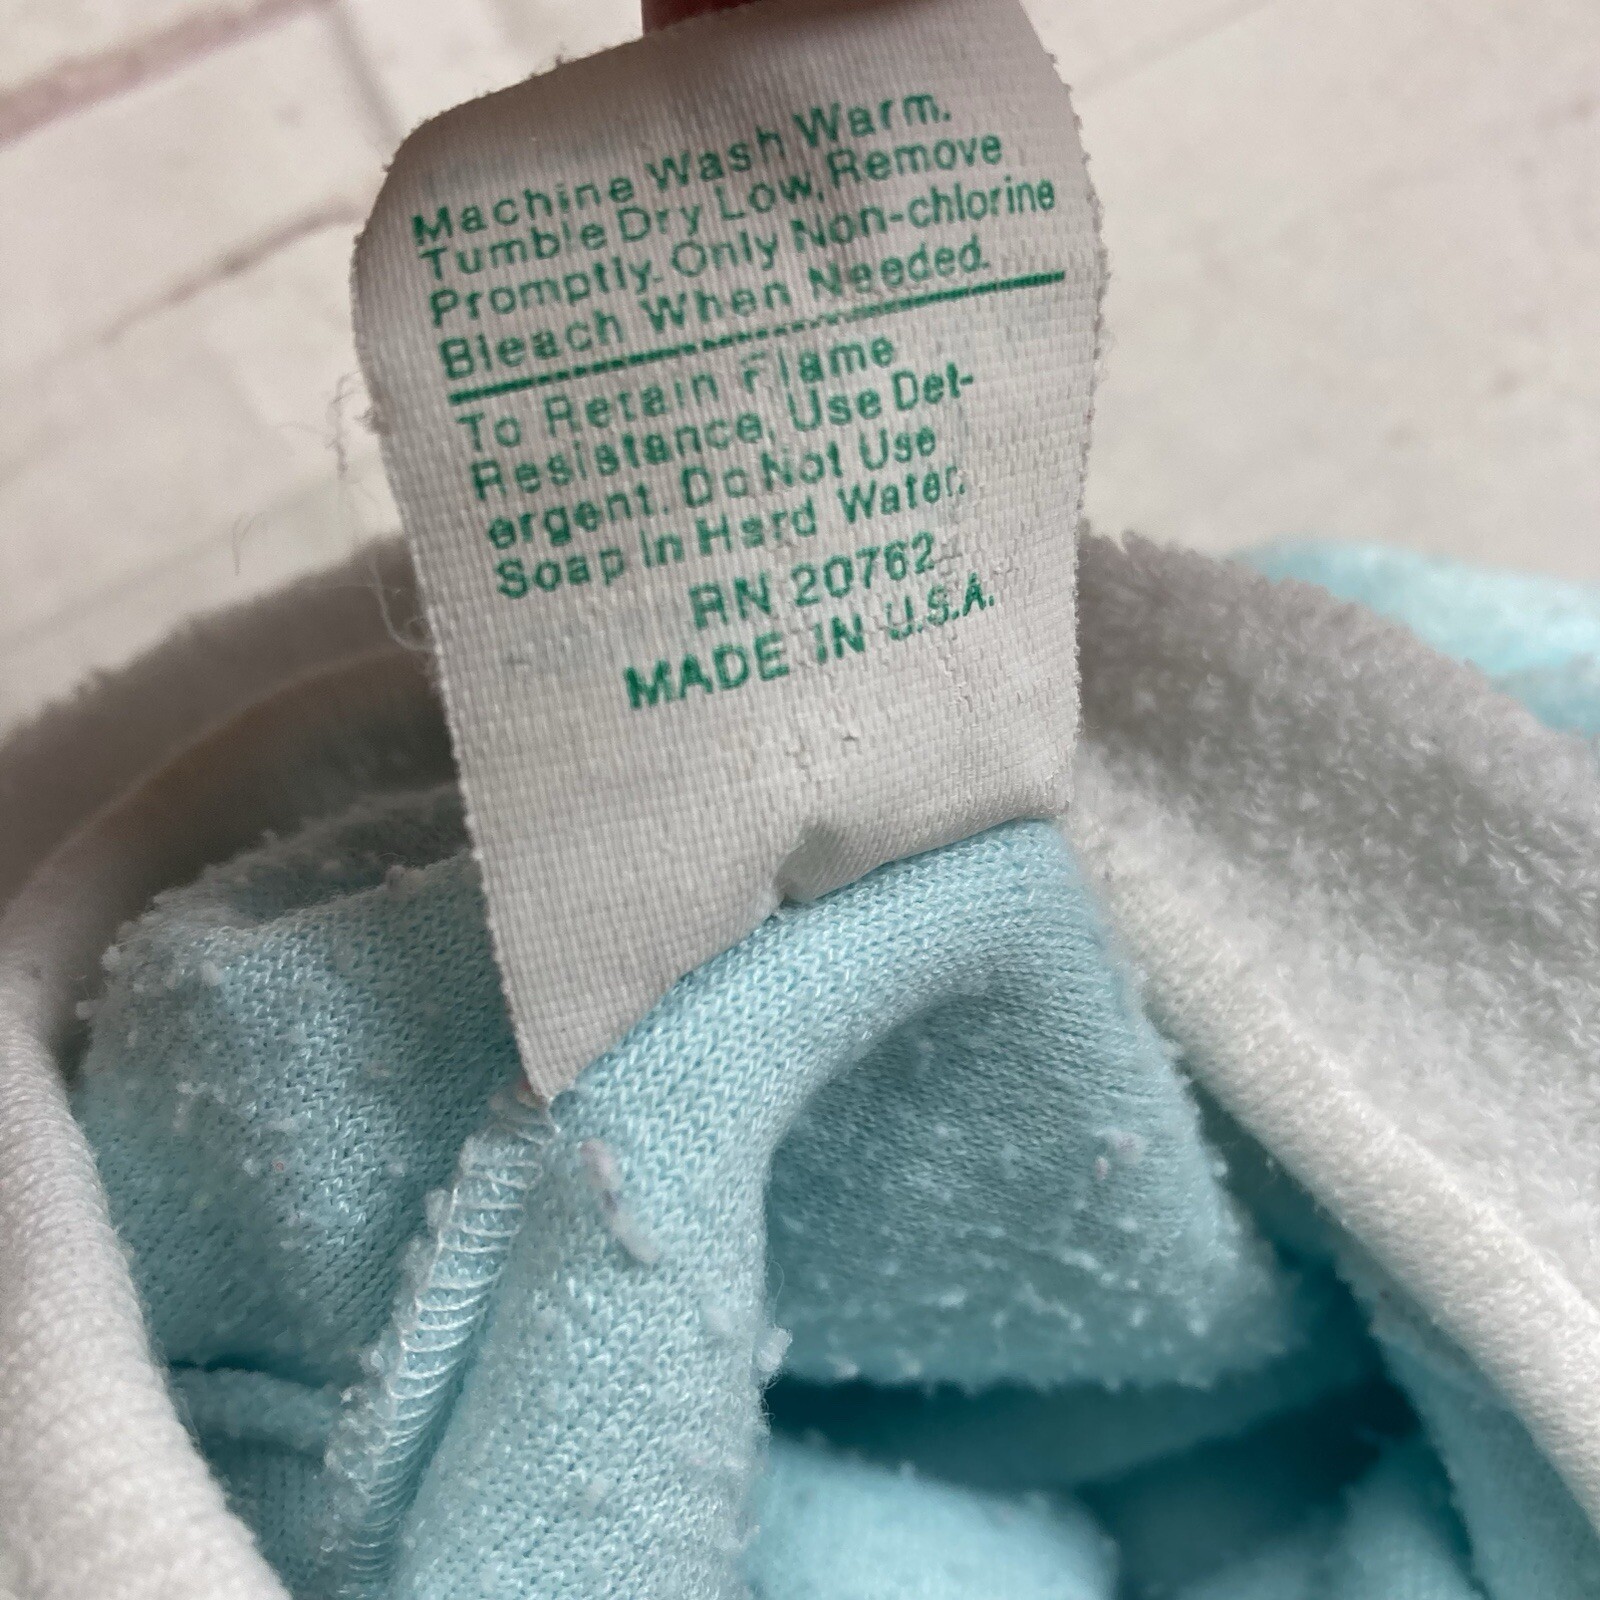 Machine Wash Warm.
Tumble Dry Low, Remove
Promptly. Only Non-chlorine
Bleach When Needed.
To Retain Flame
Resistance, Use Det-
ergent. Do Not Use
Soap In Hard Water.
RN 20762
MADE IN U.S.A.